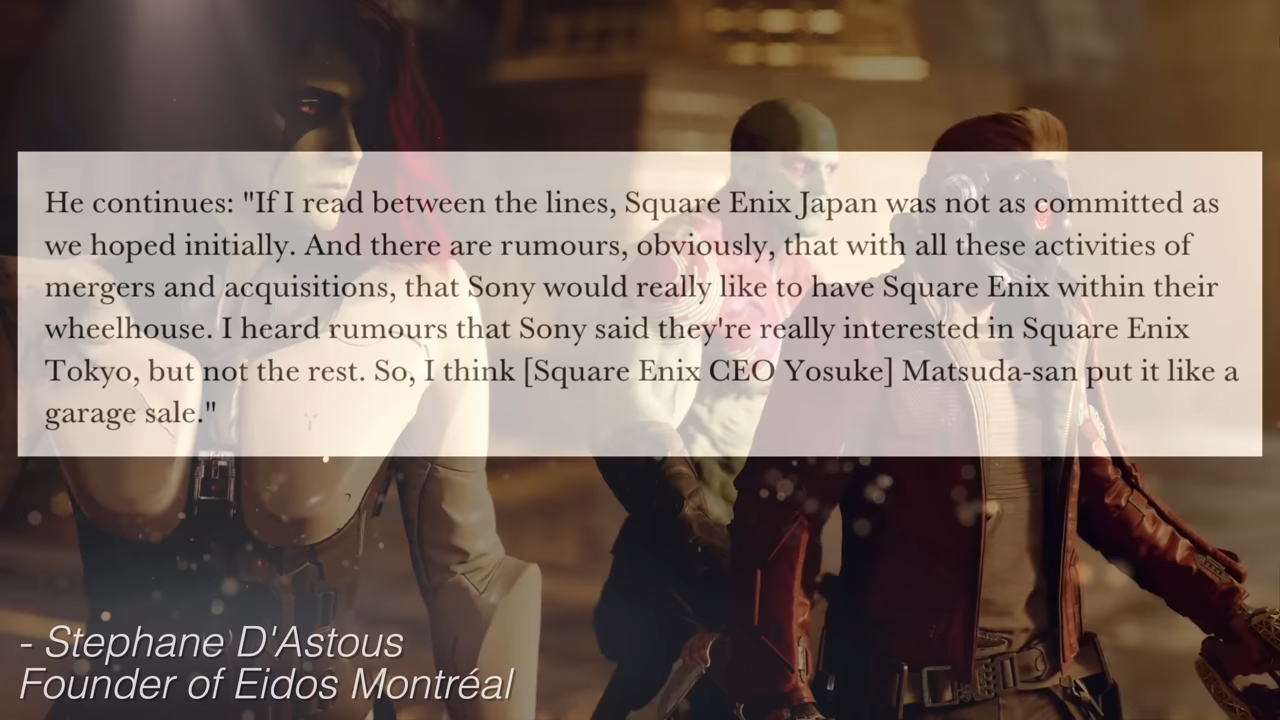 He continues: "If I read between the lines, Square Enix Japan was not as committed as
we hoped initially. And there are rumours, obviously, that with all these activities of
mergers and acquisitions, that Sony would really like to have Square Enix within their
wheelhouse. I heard rumours that Sony said they're really interested in Square Enix
Tokyo, but not the rest. So, I think [Square Enix CEO Yosuke] Matsuda-san put it like a
garage sale."
- Stephane D'Astous
Founder of Eidos Montréal